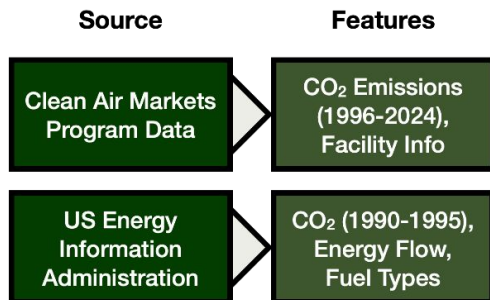 Source
Features
Clean Air Markets
Program Data
CO₂ Emissions
(1996-2024),
Facility Info
US Energy
Information
Administration
CO₂ (1990-1995),
Energy Flow,
Fuel Types